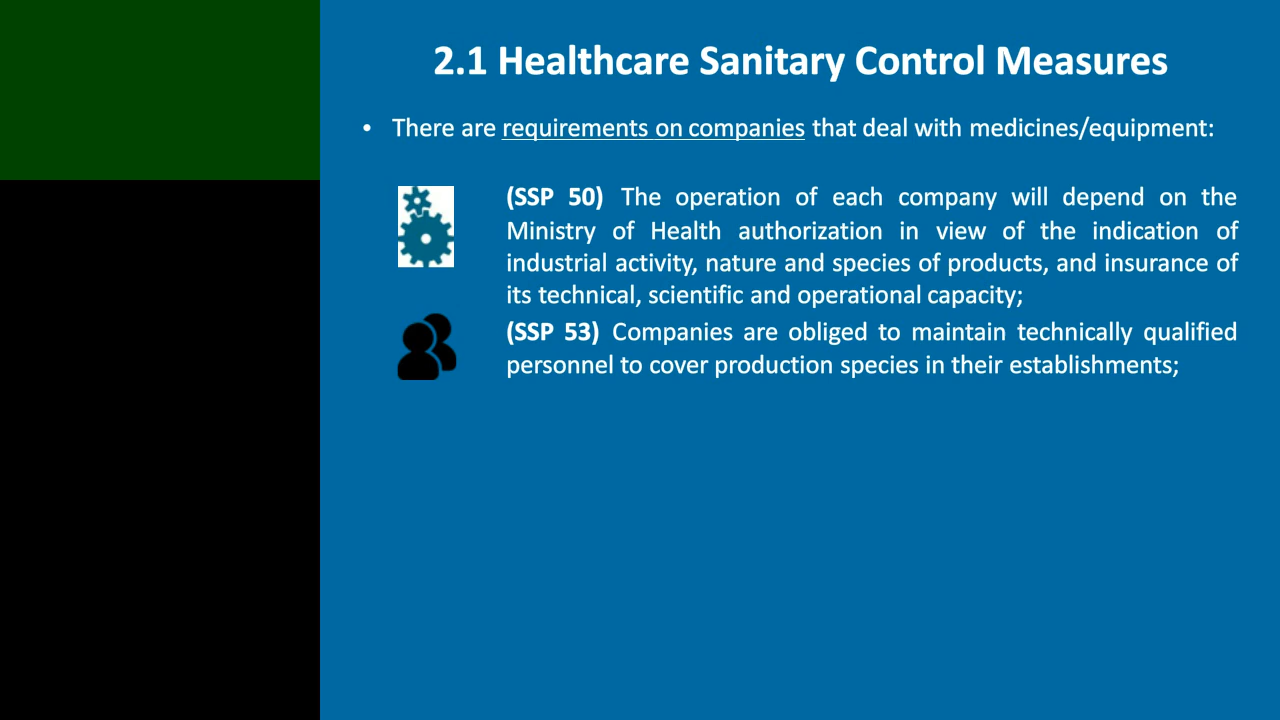 2.1 Healthcare Sanitary Control Measures
• There are requirements on companies that deal with medicines/equipment:
(SSP 50) The operation of each company will depend on the
Ministry of Health authorization in view of the indication of
industrial activity, nature and species of products, and insurance of
its technical, scientific and operational capacity;
(SSP 53) Companies are obliged to maintain technically qualified
personnel to cover production species in their establishments;